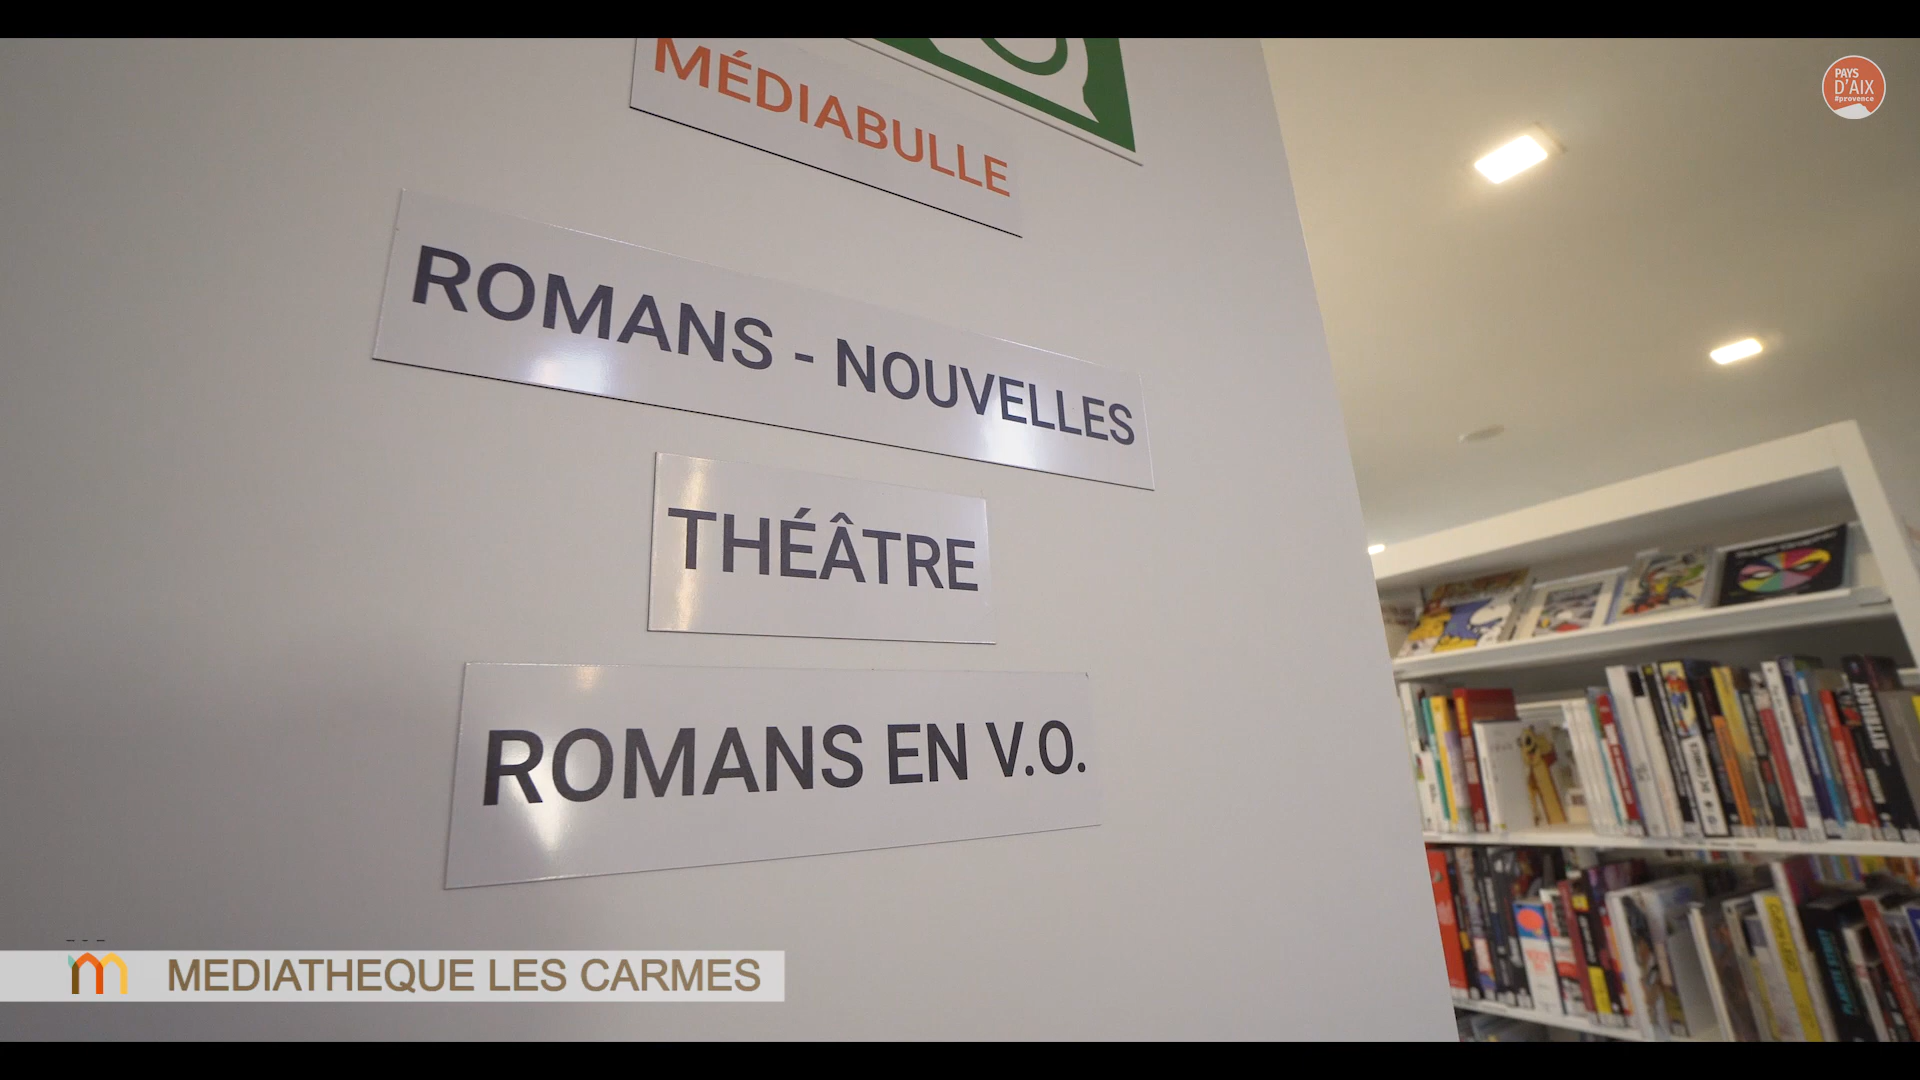 MÉDIABULLE
PAYS
D'AIX
#provence
ROMANS - NOUVELLES
THÉÂTRE
ROMANS EN V.O.
MEDIATHEQUE LES CARMES